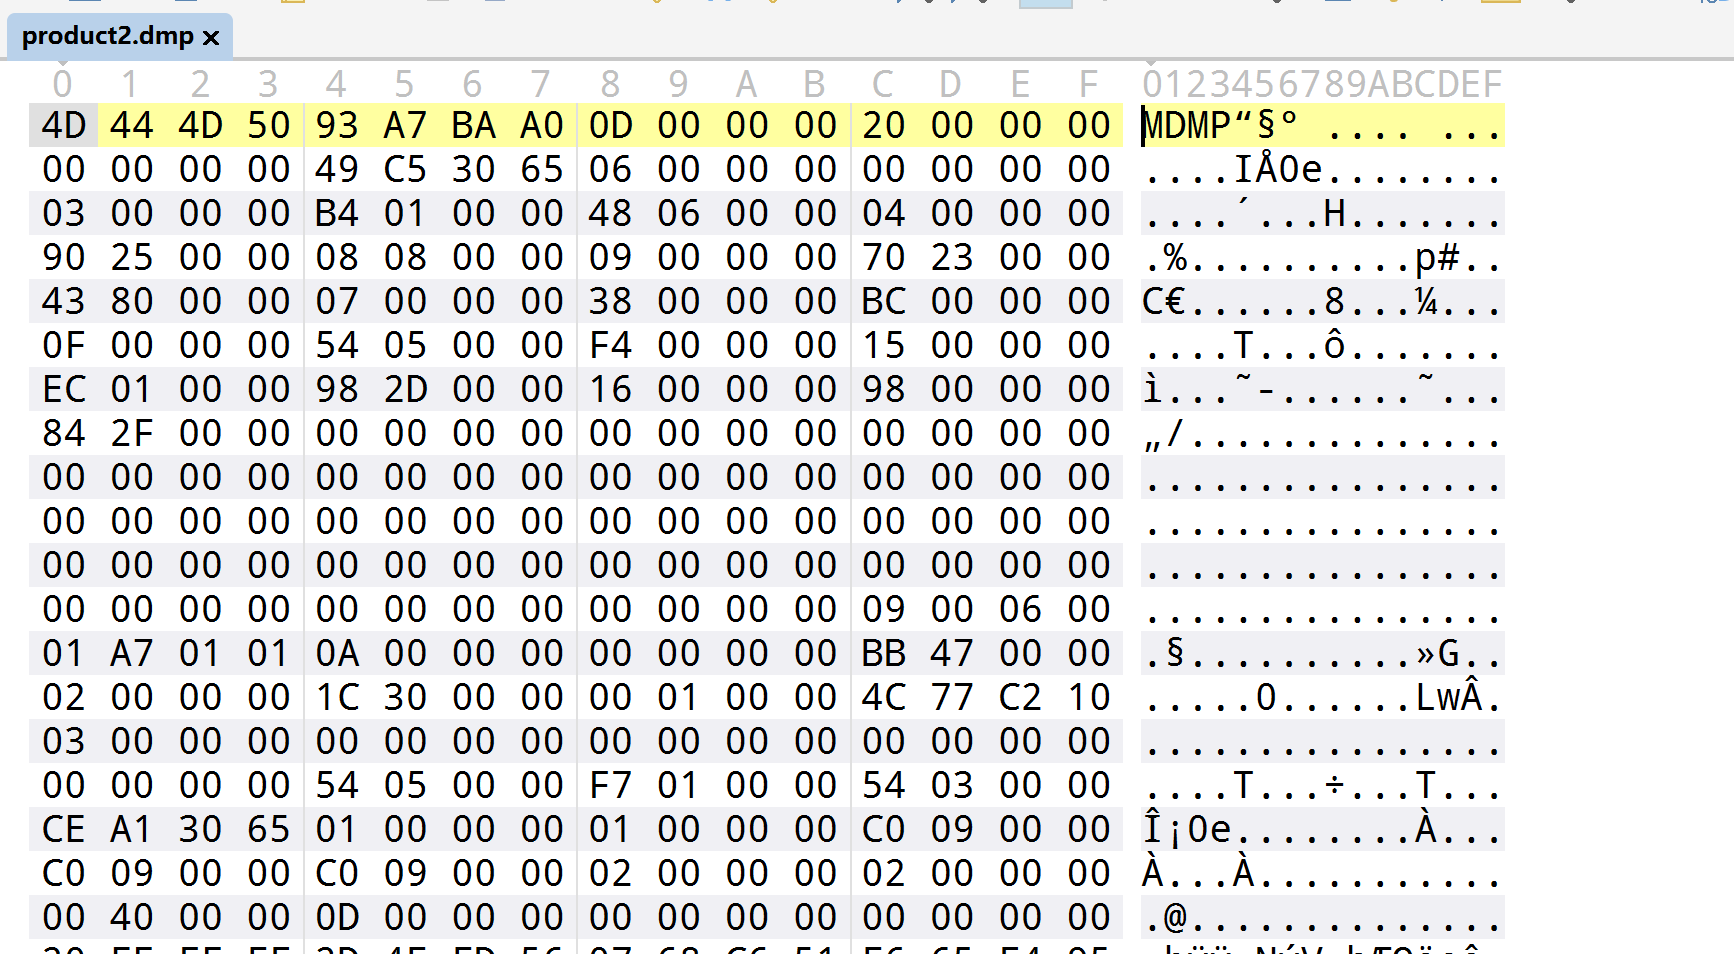 product2.dmp ×
0 1 2 3 4 5 6 7 8 9 A B C D E F 0123456789ABCDEF
4D 44 4D 50 93 A7 BA A0 0D 00 00 00 20 00 00 00 MDMP“§º .... ...
00 00 00 00 49 C5 30 65 06 00 00 00 00 00 00 00 ....IÅ0e........
03 00 00 00 B4 01 00 00 48 06 00 00 04 00 00 00 ....´...H.......
90 25 00 00 08 08 00 00 09 00 00 00 70 23 00 00 .%..........p#..
43 80 00 00 07 00 00 00 38 00 00 00 BC 00 00 00 C€......8...¼...
0F 00 00 00 54 05 00 00 F4 00 00 00 15 00 00 00 ....T...ô.......
EC 01 00 00 98 2D 00 00 16 00 00 00 98 00 00 00 ì...˜-......˜...
84 2F 00 00 00 00 00 00 00 00 00 00 00 00 00 00 „/..............
00 00 00 00 00 00 00 00 00 00 00 00 00 00 00 00 ................
00 00 00 00 00 00 00 00 00 00 00 00 00 00 00 00 ................
00 00 00 00 00 00 00 00 00 00 00 00 00 00 00 00 ................
00 00 00 00 00 00 00 00 00 00 00 00 09 00 06 00 ................
01 A7 01 01 0A 00 00 00 00 00 00 00 BB 47 00 00 .§..........»G..
02 00 00 00 1C 30 00 00 00 01 00 00 4C 77 C2 10 .....0......LwÂ.
03 00 00 00 00 00 00 00 00 00 00 00 00 00 00 00 ................
00 00 00 00 54 05 00 00 F7 01 00 00 54 03 00 00 ....T...÷...T...
CE A1 30 65 01 00 00 00 01 00 00 00 C0 09 00 00 Î¡0e........À...
C0 09 00 00 C0 09 00 00 02 00 00 00 02 00 00 00 À...À...........
00 40 00 00 0D 00 00 00 00 00 00 00 00 00 00 00 .@..............